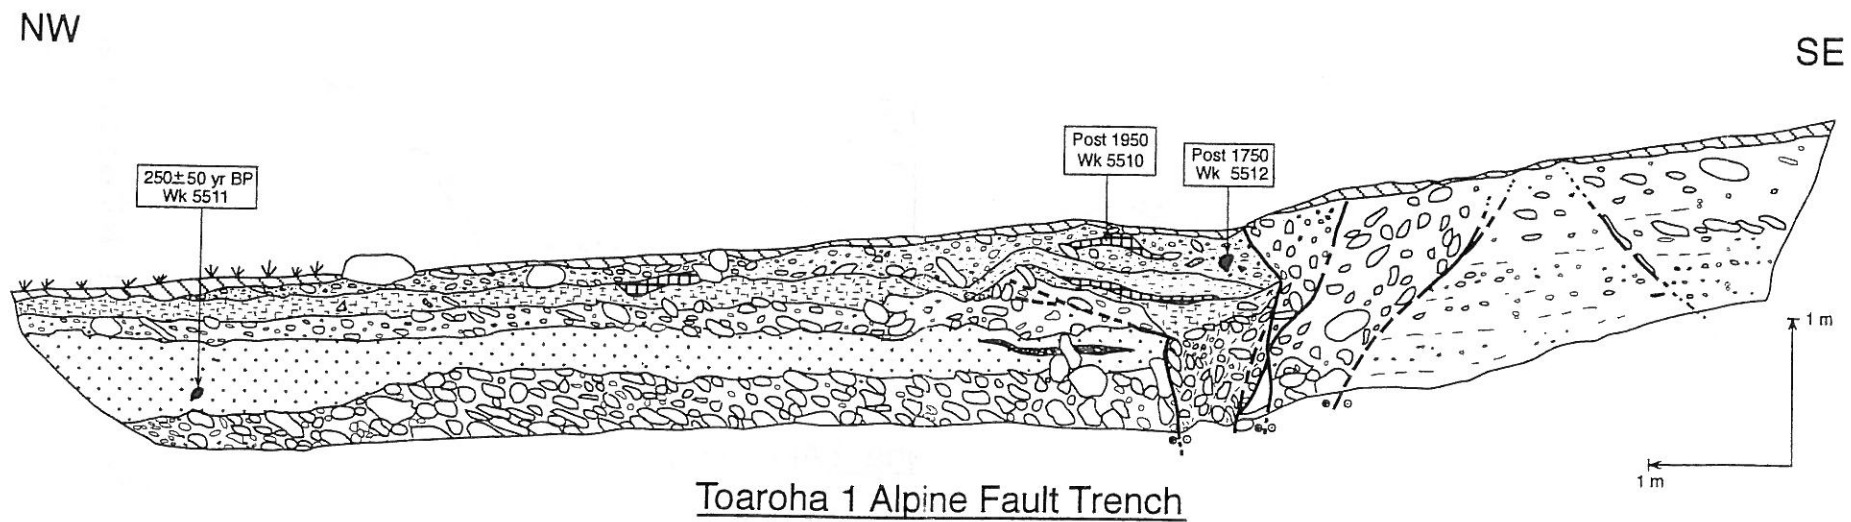 NW
SE
Post 1950
Wk 5510
Post 1750
Wk 5512
250±50 yr BP
Wk 5511
1 m
1 m
Toaroha 1 Alpine Fault Trench